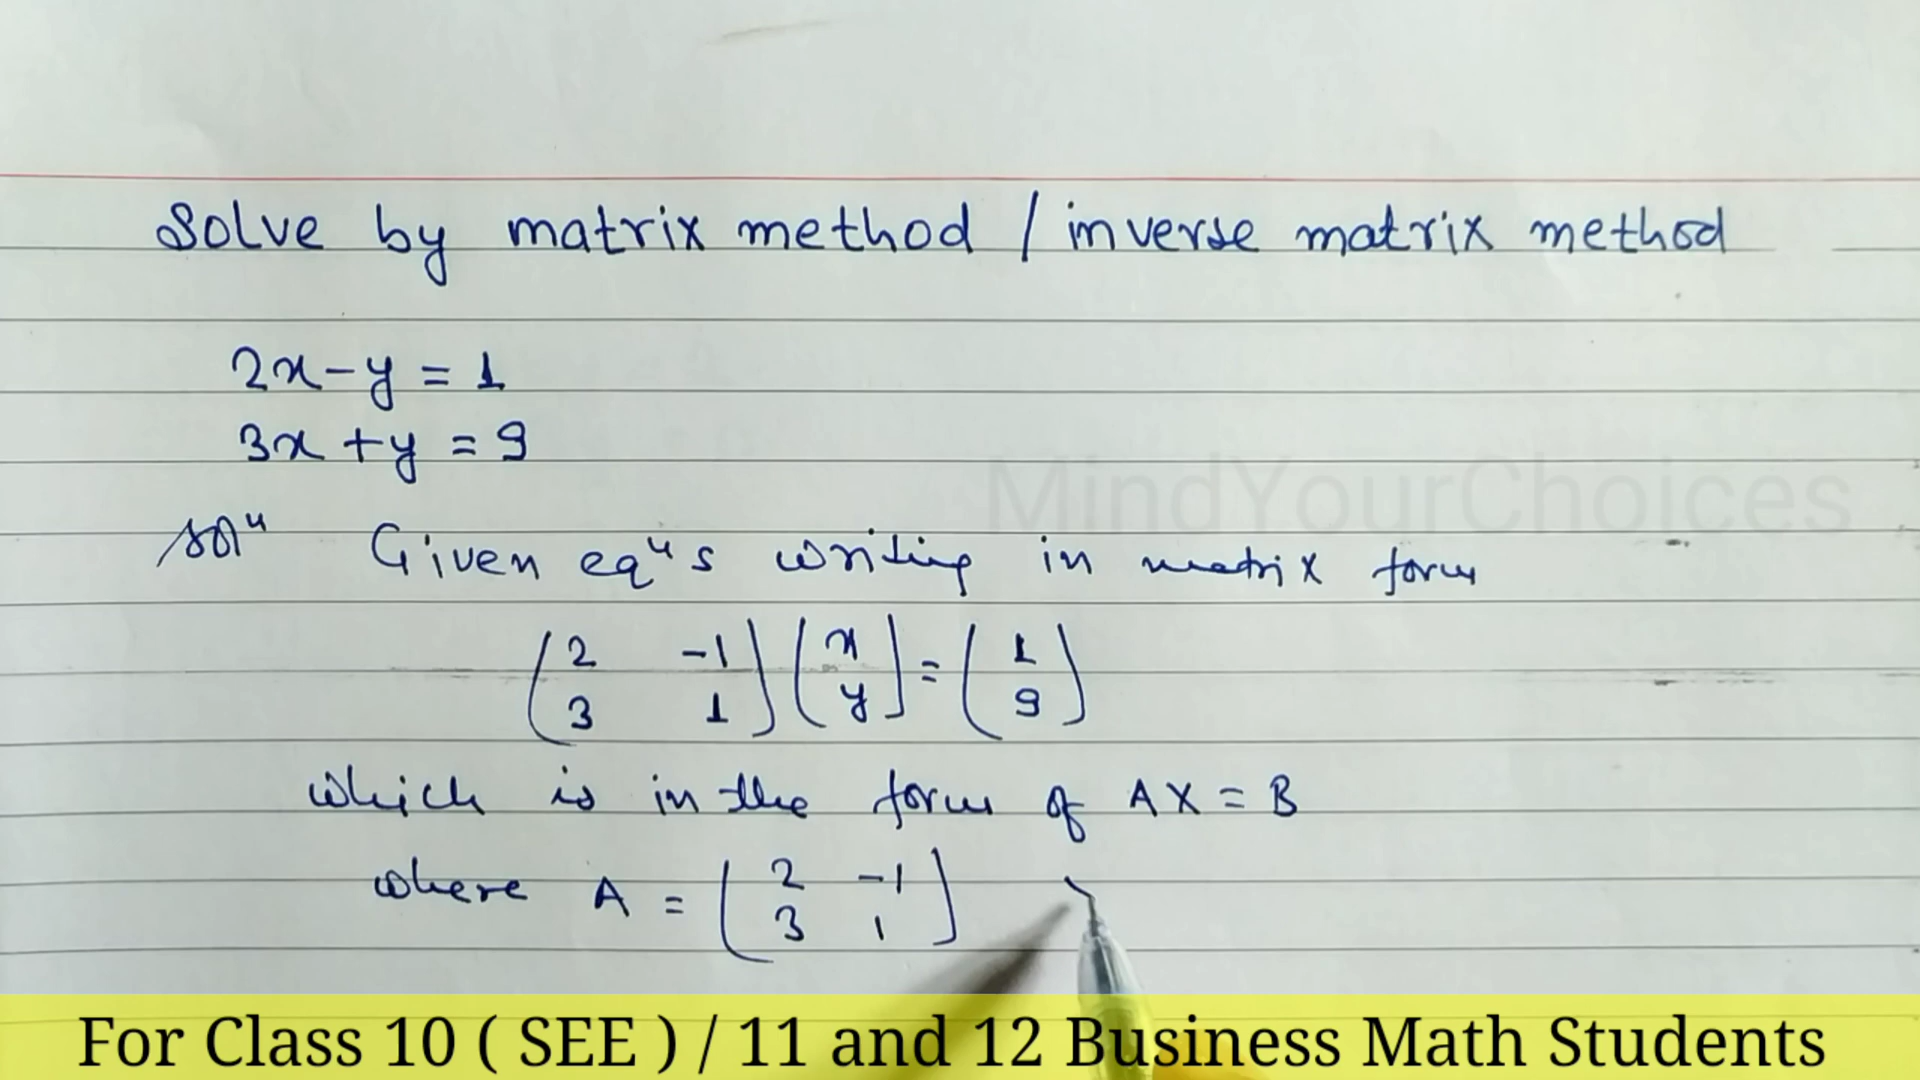 Solve by matrix method / inverse matrix method
2x - y = 1
3x + y = 9
MindYourChoices
Solⁿ Given eqⁿs writing in matrix form
(2 -1) (x) = (1)
(3 1) (y) (9)
which is in the form of AX = B
where A = (2 -1)
(3 1)
For Class 10 ( SEE ) / 11 and 12 Business Math Students